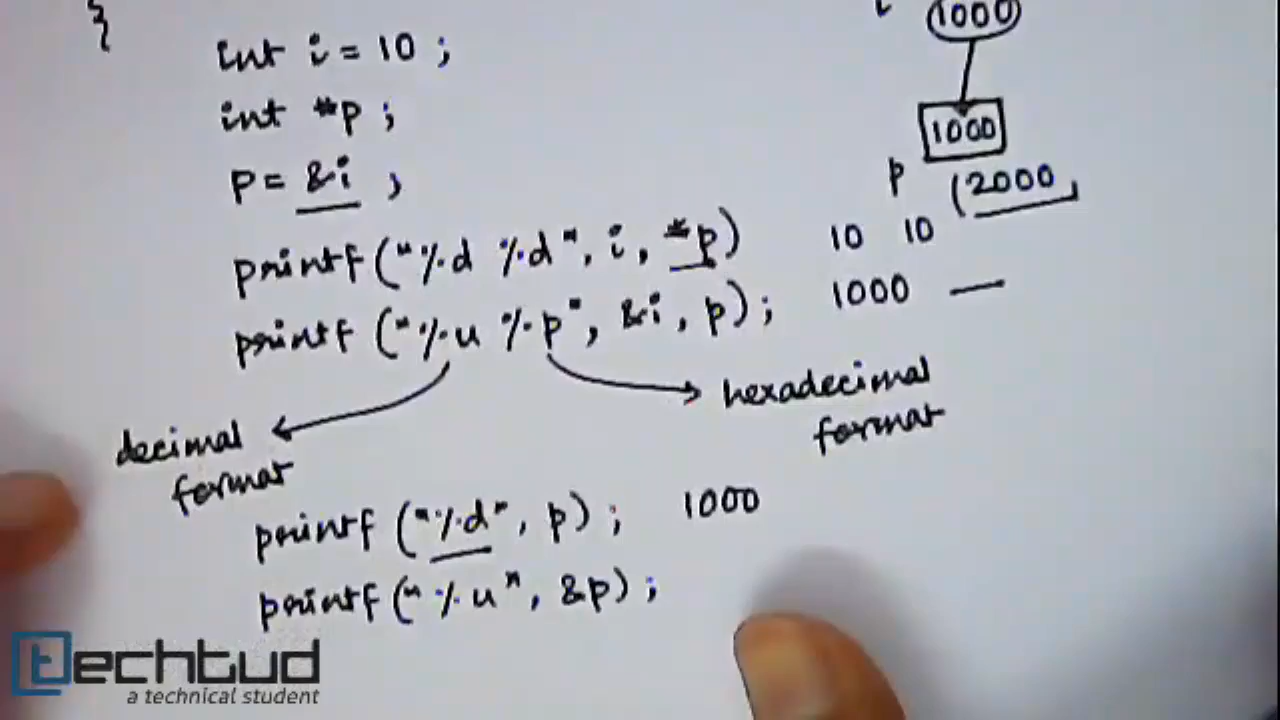 {
i
1000
int i = 10 ;
int *p ;
1000
p = &i ,
p
(2000
printf("%d %d", i, *p)
10 10
printf ("%u %p", &i, p);
1000 —
decimal
format
hexadecimal
format
printf ("%d", p);
1000
printf("%u", &p);
techtud
a technical student